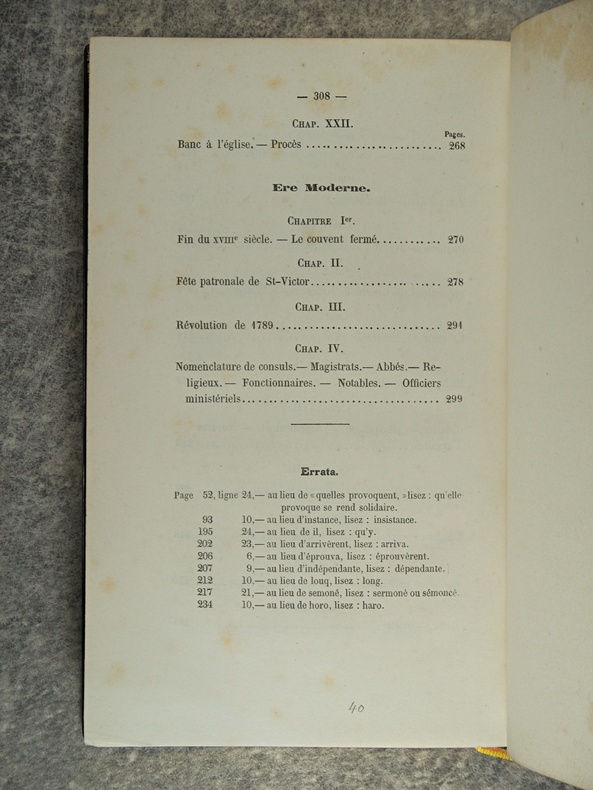 — 308 —
CHAP. XXII.
Pages.
Banc à l'église. — Procès ........................ 268
Ere Moderne.
CHAPITRE Ier.
Fin du XVIIIe siècle. — Le couvent fermé........... 270
CHAP. II.
Fête patronale de St-Victor........................ 278
CHAP. III.
Révolution de 1789............................ 291
CHAP. IV.
Nomenclature de consuls.— Magistrats.— Abbés.— Re-
ligieux. — Fonctionnaires. — Notables. — Officiers
ministériels.................................... 299
Errata.
Page 52, ligne 24,— au lieu de «quelles provoquent, » lisez : qu'elle
provoque se rend solidaire.
93 10,— au lieu d'instance, lisez : insistance.
195 24,— au lieu de il, lisez : qu'y.
202 23,— au lieu d'arrivèrent, lisez : arriva.
206 6,— au lieu d'éprouva, lisez : éprouvèrent.
207 9,— au lieu d'indépendante, lisez : dépendante.
212 10,— au lieu de louq, lisez : long.
217 21,— au lieu de semoné, lisez : sermoné ou sémoncé.
234 10,— au lieu de horo, lisez : haro.
40